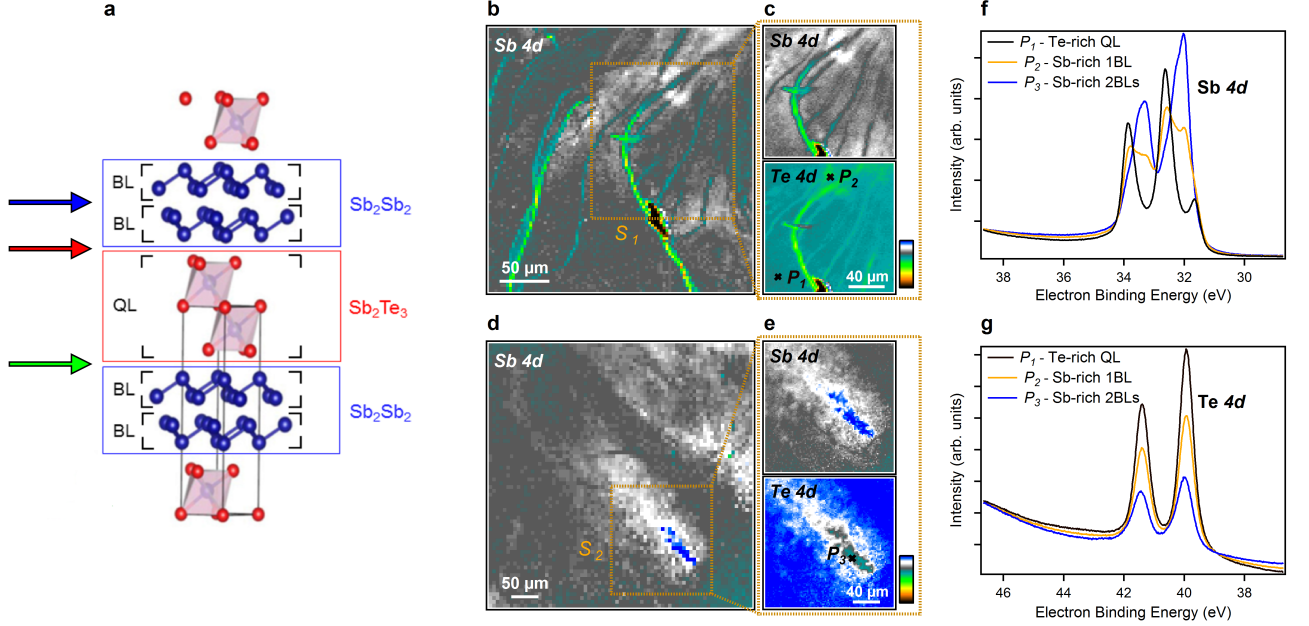 a
BL
BL
Sb₂Sb₂
QL
Sb₂Te₃
BL
BL
Sb₂Sb₂
b
Sb 4d
S₁
50 µm
c
Sb 4d
Te 4d
P₂
P₁
40 µm
d
Sb 4d
S₂
50 µm
e
Sb 4d
Te 4d
P₃
40 µm
f
P₁ - Te-rich QL
P₂ - Sb-rich 1BL
P₃ - Sb-rich 2BLs
Sb 4d
Intensity (arb. units)
38 36 34 32 30
Electron Binding Energy (eV)
g
P₁ - Te-rich QL
P₂ - Sb-rich 1BL
P₃ - Sb-rich 2BLs
Te 4d
Intensity (arb. units)
46 44 42 40 38
Electron Binding Energy (eV)